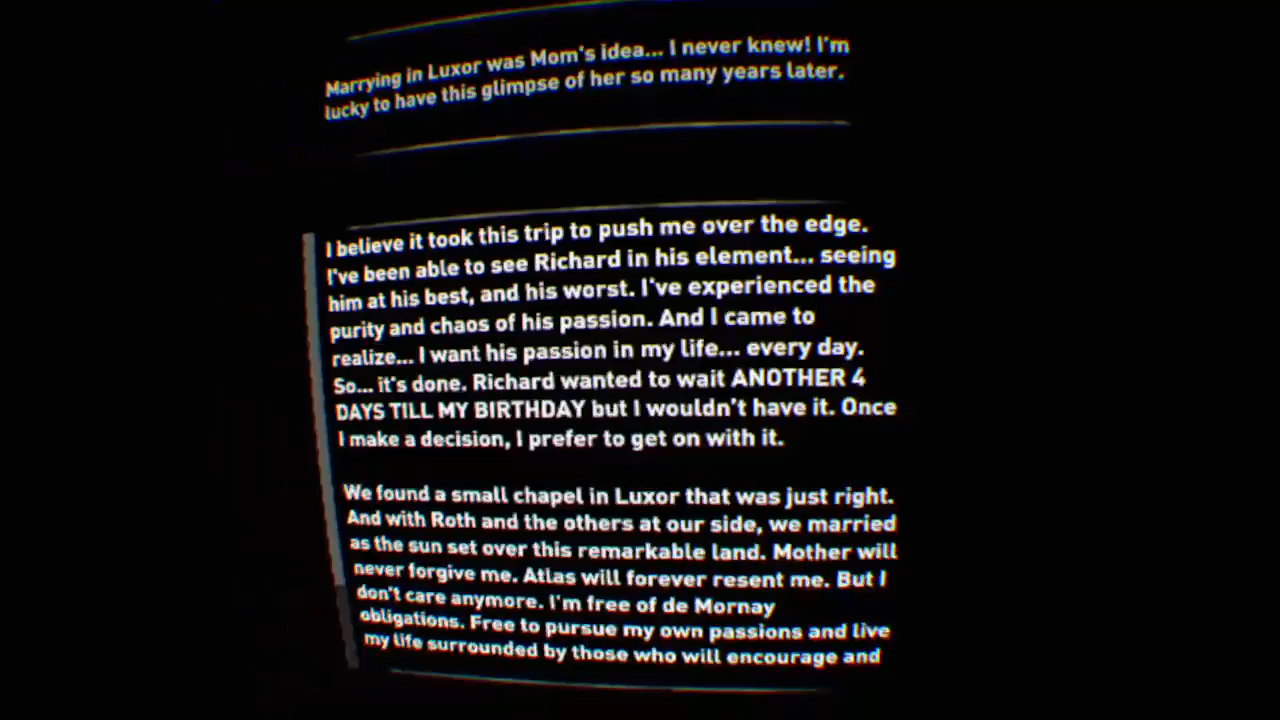 Marrying in Luxor was Mom's idea... I never knew! I'm
lucky to have this glimpse of her so many years later.
I believe it took this trip to push me over the edge.
I've been able to see Richard in his element... seeing
him at his best, and his worst. I've experienced the
purity and chaos of his passion. And I came to
realize... I want his passion in my life... every day.
So... it's done. Richard wanted to wait ANOTHER 4
DAYS TILL MY BIRTHDAY but I wouldn't have it. Once
I make a decision, I prefer to get on with it.
We found a small chapel in Luxor that was just right.
And with Roth and the others at our side, we married
as the sun set over this remarkable land. Mother will
never forgive me. Atlas will forever resent me. But I
don't care anymore. I'm free of de Mornay
obligations. Free to pursue my own passions and live
my life surrounded by those who will encourage and